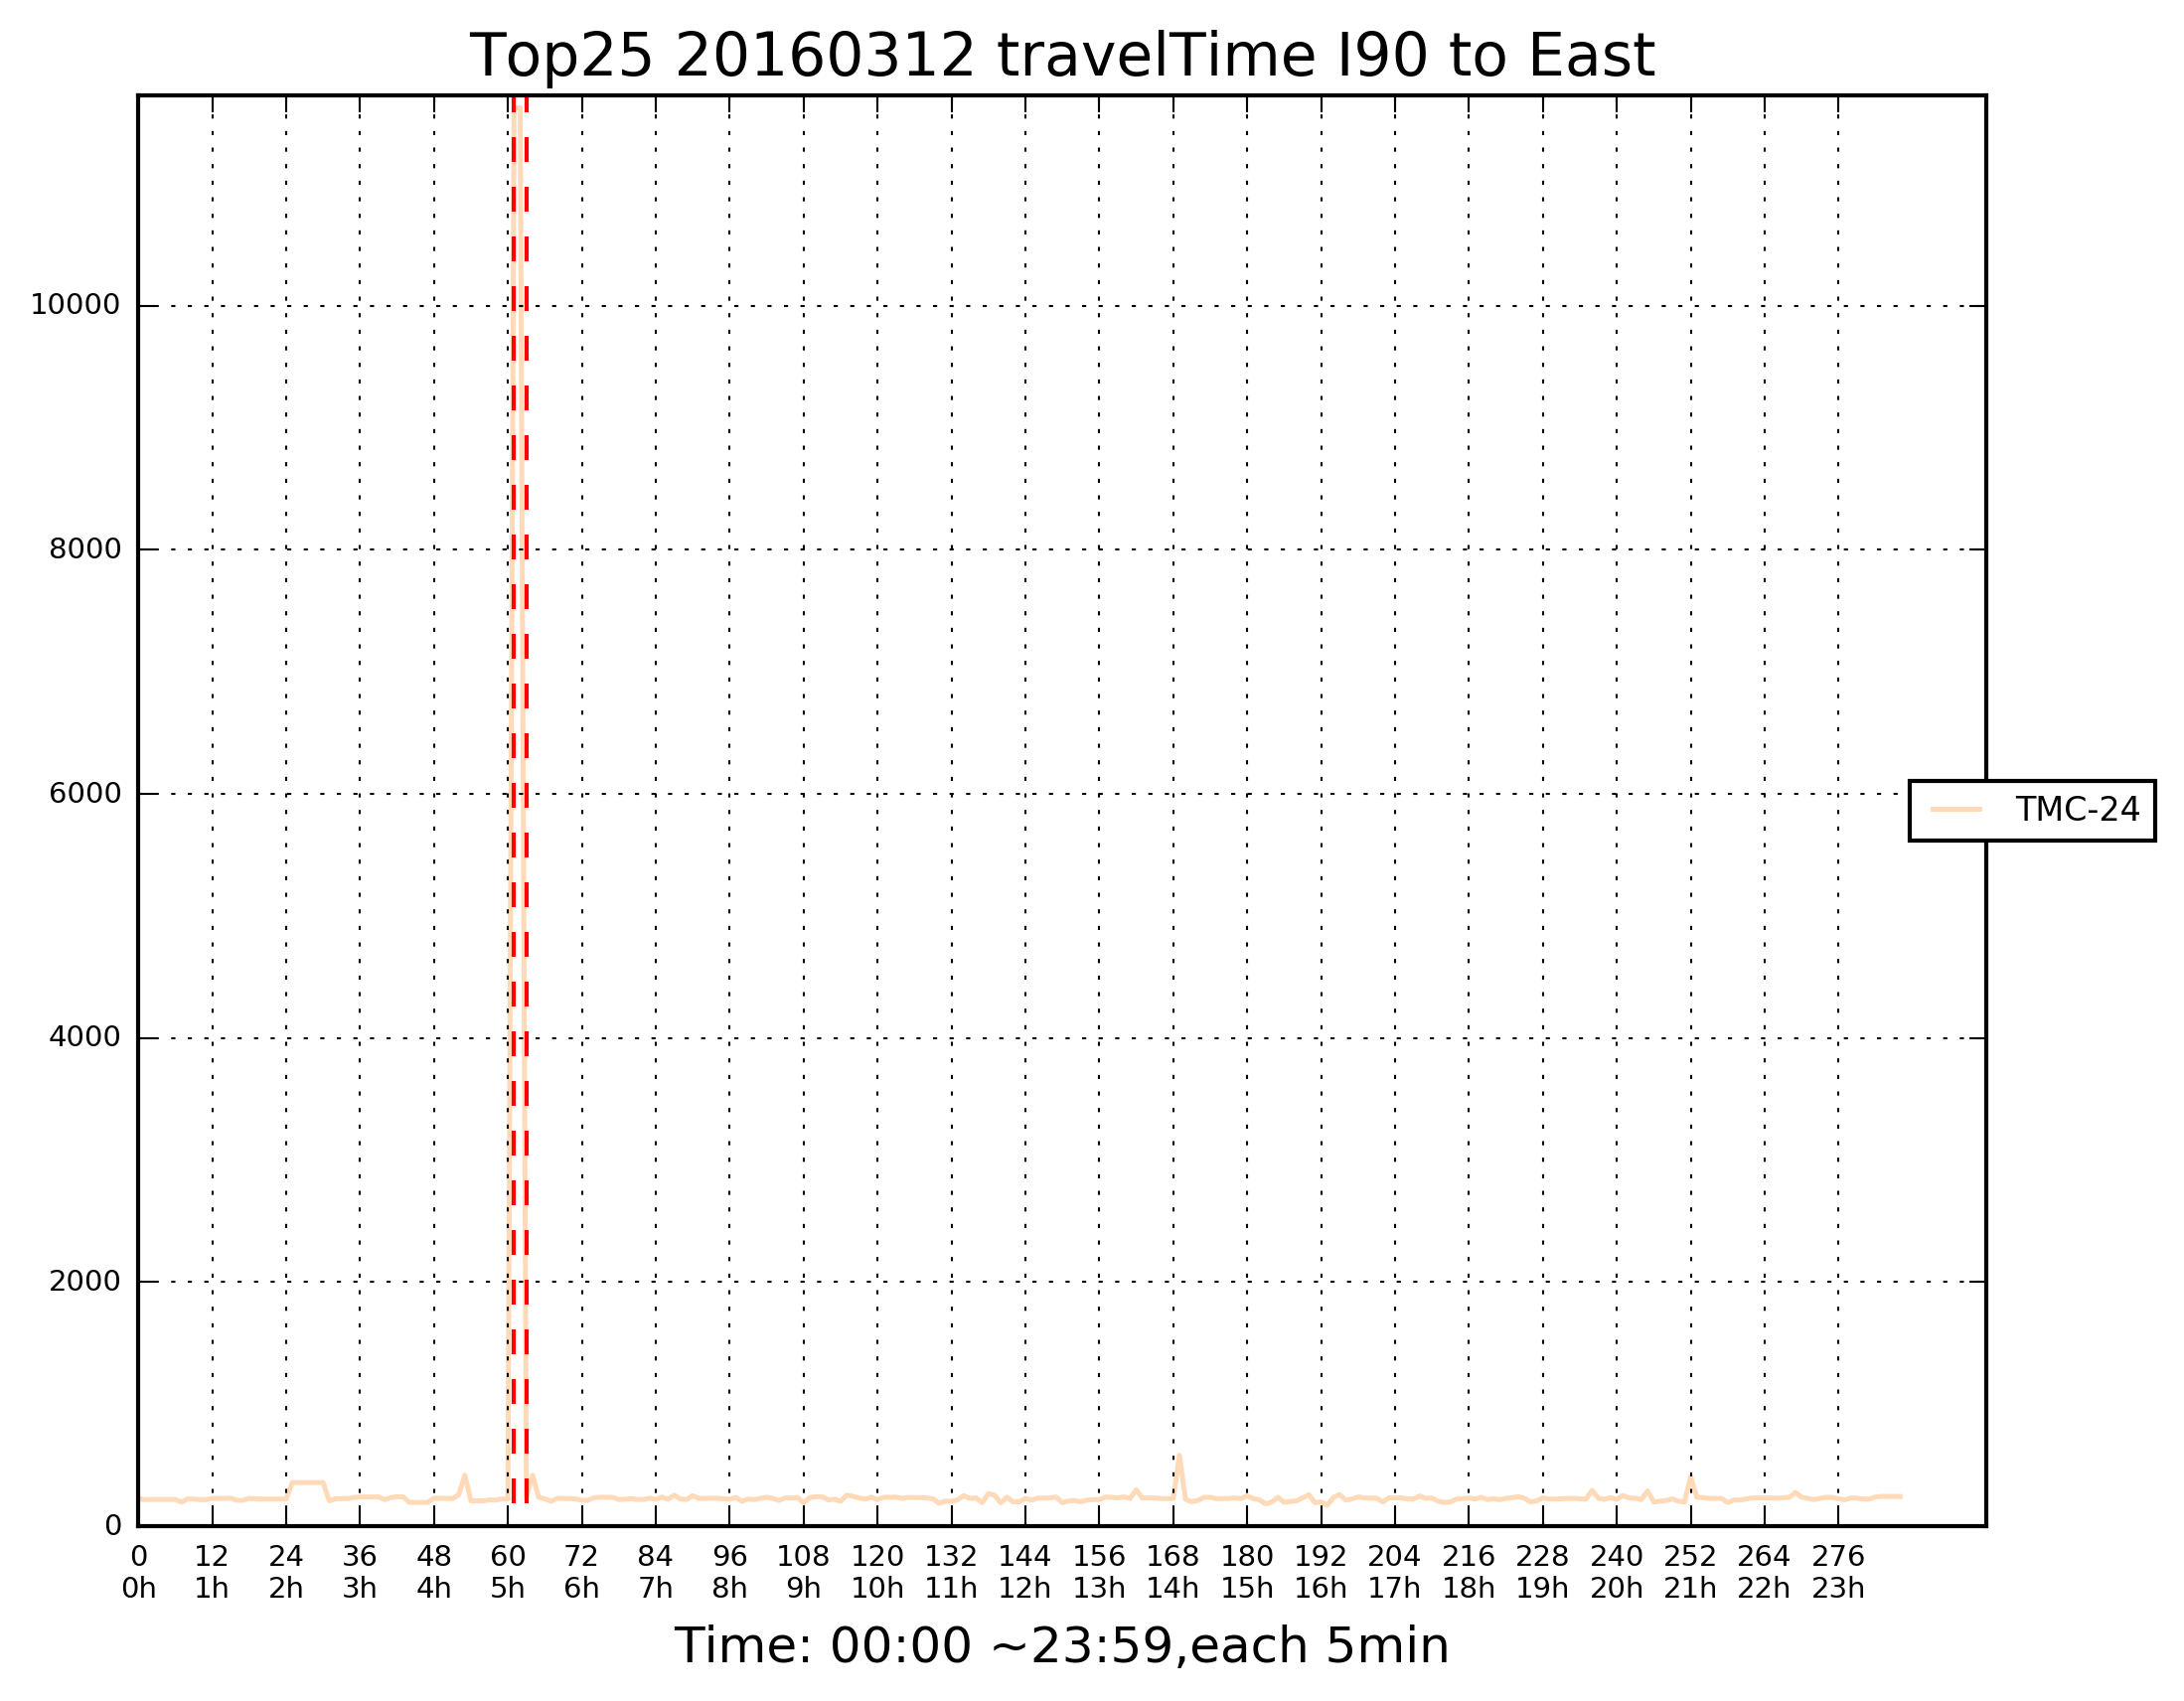 Top25 20160312 travelTime I90 to East
10000
8000
6000
4000
2000
0
TMC-24
0 12 24 36 48 60 72 84 96 108 120 132 144 156 168 180 192 204 216 228 240 252 264 276
0h 1h 2h 3h 4h 5h 6h 7h 8h 9h 10h 11h 12h 13h 14h 15h 16h 17h 18h 19h 20h 21h 22h 23h
Time: 00:00 ~23:59,each 5min